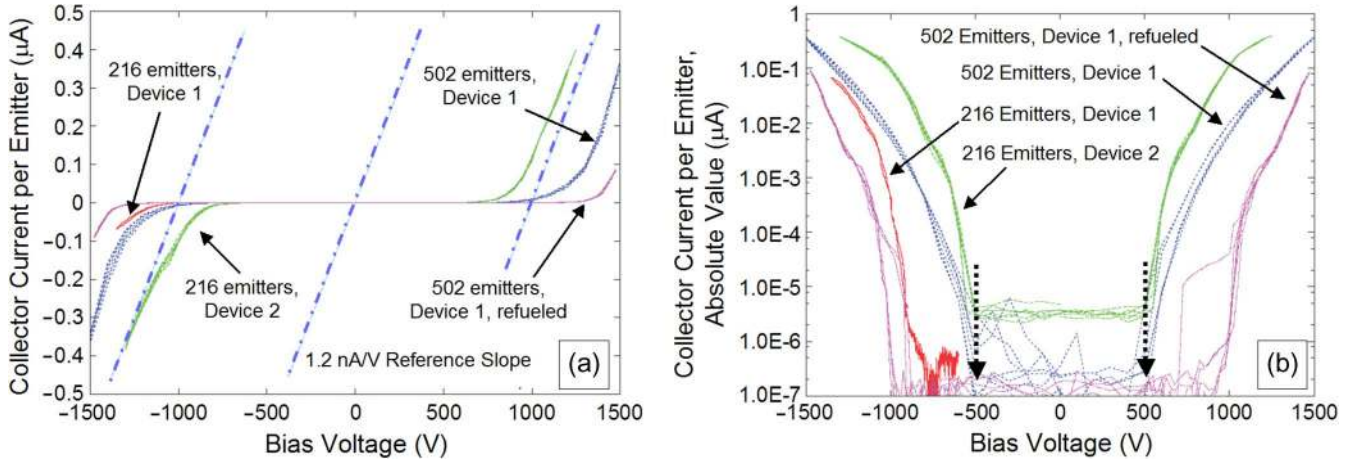 Collector Current per Emitter (µA)
0.5
0.4
0.3
0.2
0.1
0
−0.1
−0.2
−0.3
−0.4
−0.5
216 emitters,
Device 1
502 emitters,
Device 1
216 emitters,
Device 2
502 emitters,
Device 1, refueled
1.2 nA/V Reference Slope
(a)
−1500 −1000 −500 0 500 1000 1500
Bias Voltage (V)
Collector Current per Emitter,
Absolute Value (µA)
1
1.0E-1
1.0E-2
1.0E-3
1.0E-4
1.0E-5
1.0E-6
1.0E-7
502 Emitters, Device 1, refueled
502 Emitters, Device 1
216 Emitters, Device 1
216 Emitters, Device 2
(b)
−1500 −1000 −500 0 500 1000 1500
Bias Voltage (V)